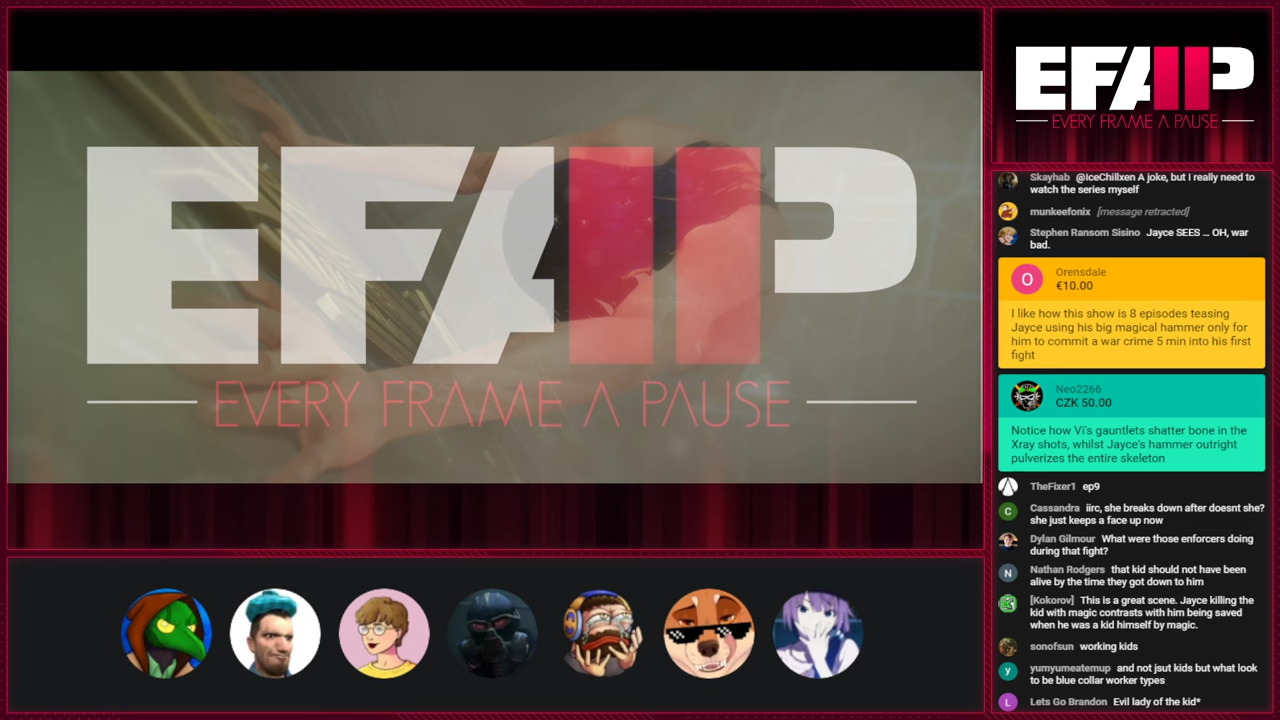 EFAP
EVERY FRAME A PAUSE
EFAP
EVERY FRAME A PAUSE
Skayhab @IceChillxen A joke, but I really need to
watch the series myself
munkeefonix [message retracted]
Stephen Ransom Sisino Jayce SEES ... OH, war
bad.
O
Orensdale
€10.00
I like how this show is 8 episodes teasing
Jayce using his big magical hammer only for
him to commit a war crime 5 min into his first
fight
Neo2266
CZK 50.00
Notice how Vi's gauntlets shatter bone in the
Xray shots, whilst Jayce's hammer outright
pulverizes the entire skeleton
TheFixer1 ep9
C
Cassandra iirc, she breaks down after doesnt she?
she just keeps a face up now
Dylan Gilmour What were those enforcers doing
during that fight?
N
Nathan Rodgers that kid should not have been
alive by the time they got down to him
[Kokorov] This is a great scene. Jayce killing the
kid with magic contrasts with him being saved
when he was a kid himself by magic.
sonofsun working kids
y
yumyumeatemup and not jsut kids but what look
to be blue collar worker types
L
Lets Go Brandon Evil lady of the kid*